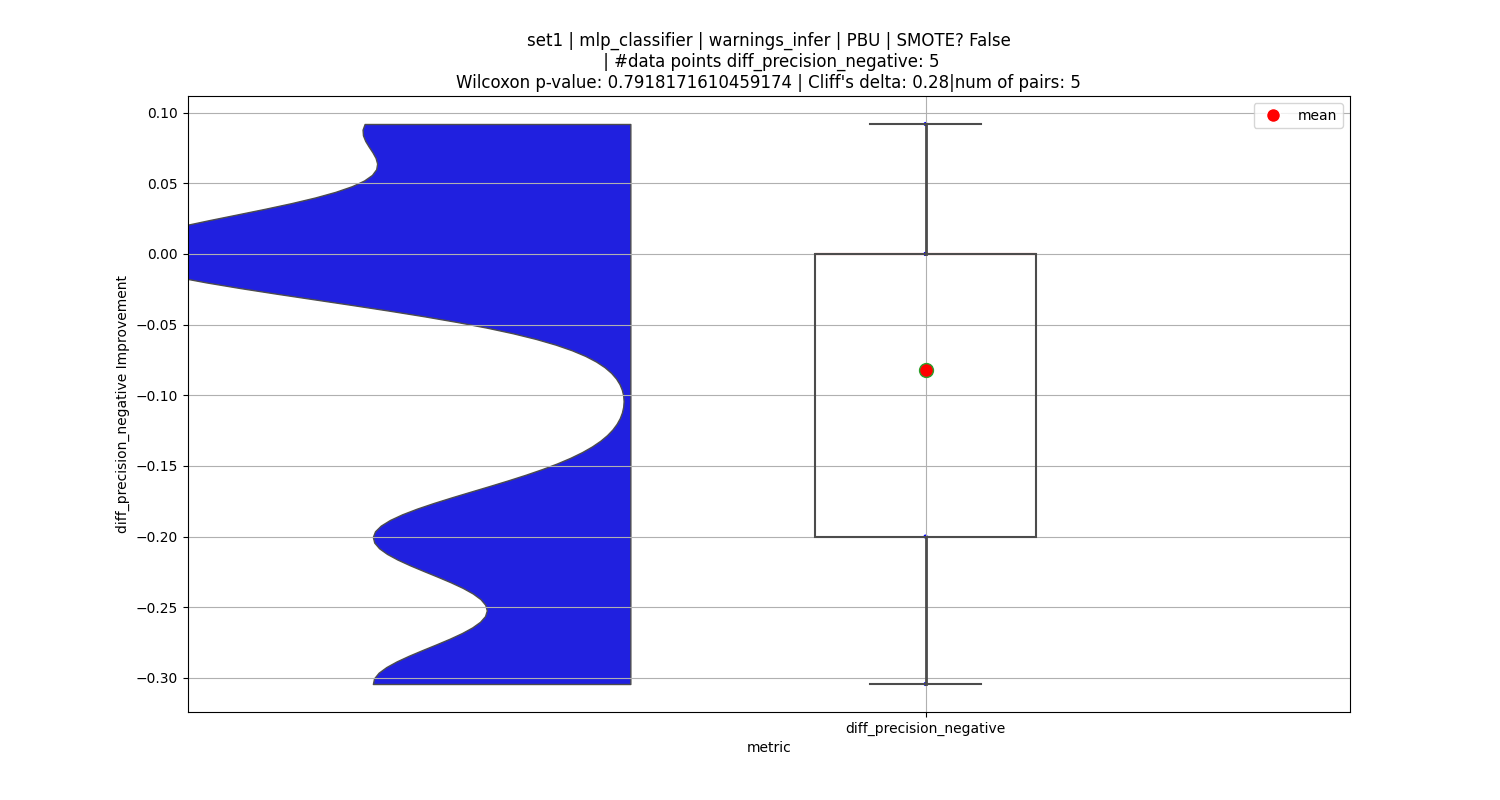 set1 | mlp_classifier | warnings_infer | PBU | SMOTE? False
| #data points diff_precision_negative: 5
Wilcoxon p-value: 0.7918171610459174 | Cliff's delta: 0.28|num of pairs: 5
mean
0.10
0.05
0.00
−0.05
−0.10
−0.15
−0.20
−0.25
−0.30
diff_precision_negative Improvement
diff_precision_negative
metric